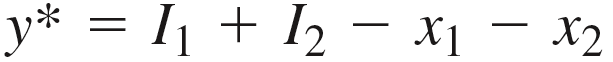 y* = I₁ + I₂ − x₁ − x₂